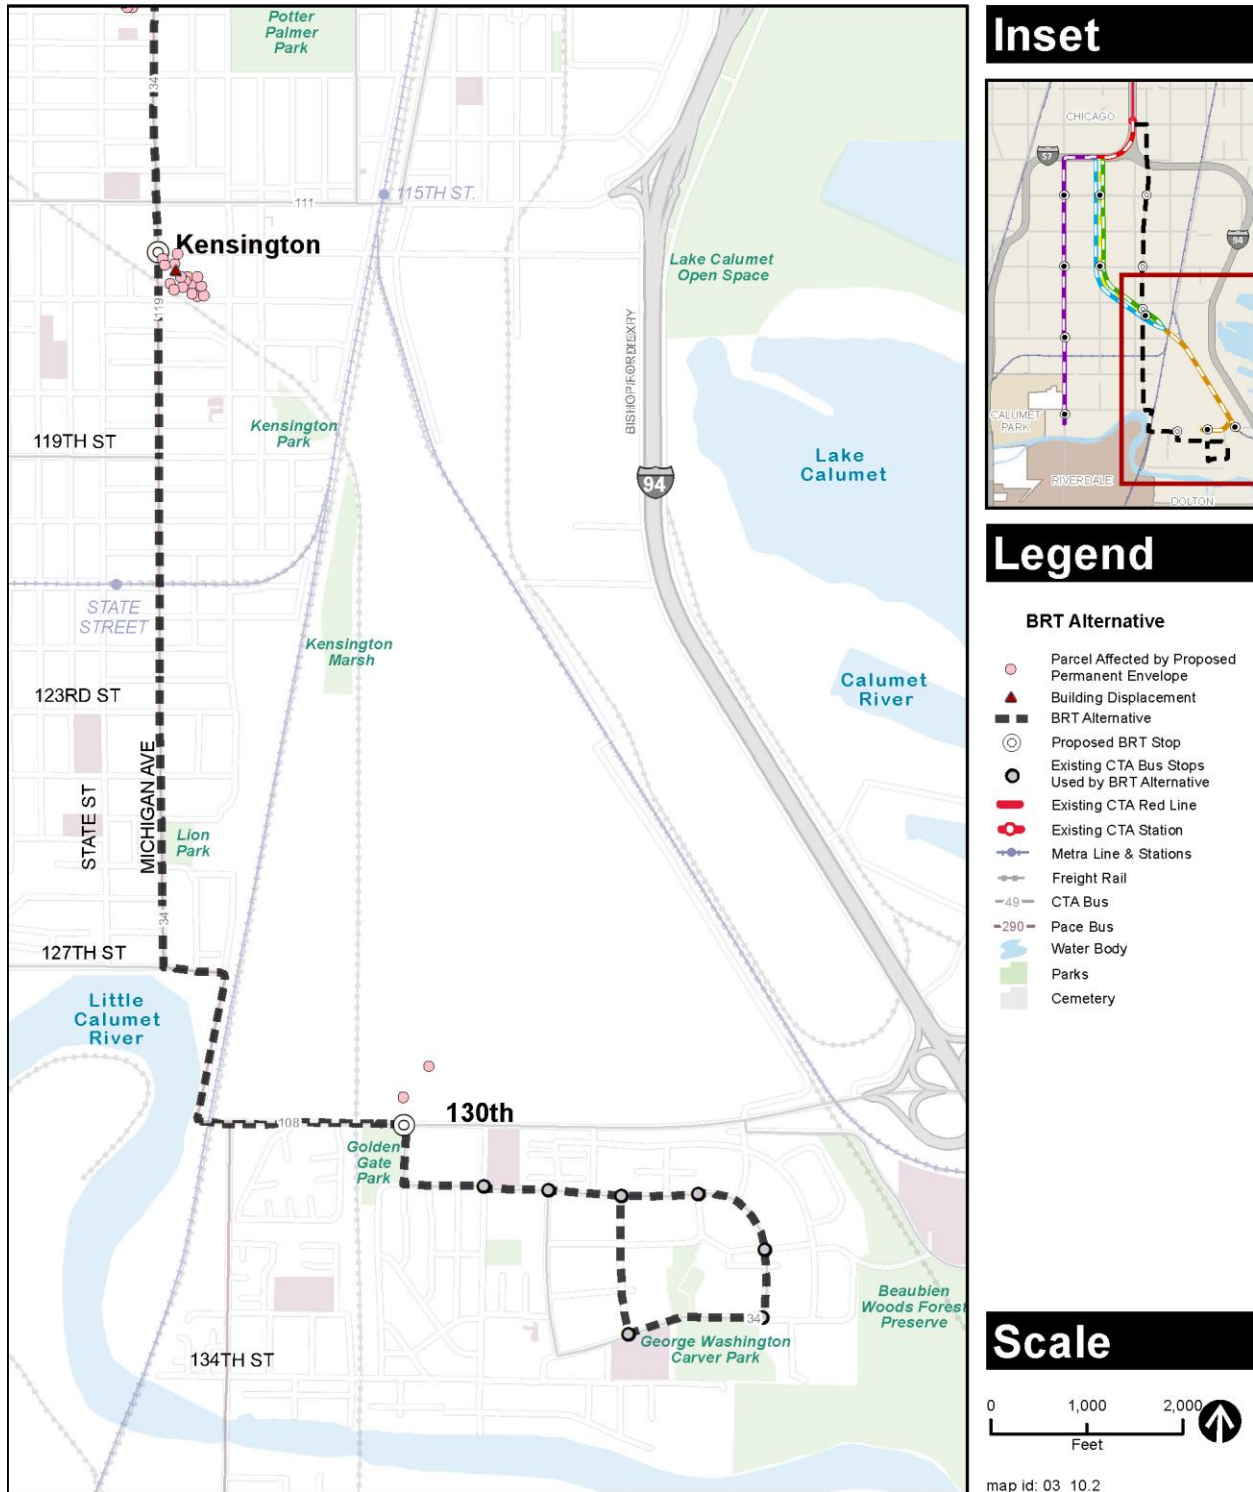 Potter
Palmer
Park
34
115TH ST.
111
Kensington
119
Lake Calumet
Open Space
Kensington
Park
119TH ST
94
Lake
Calumet
STATE
STREET
Kensington
Marsh
Calumet
River
123RD ST
MICHIGAN AVE
STATE ST
Lion
Park
34
127TH ST
Little
Calumet
River
130th
108
Golden
Gate
Park
Beaubien
Woods Forest
Preserve
34
George Washington
Carver Park
134TH ST
Inset
CHICAGO
57
94
CALUMET
PARK
RIVERDALE
DOLTON
Legend
BRT Alternative
Parcel Affected by Proposed
Permanent Envelope
Building Displacement
BRT Alternative
Proposed BRT Stop
Existing CTA Bus Stops
Used by BRT Alternative
Existing CTA Red Line
Existing CTA Station
Metra Line & Stations
Freight Rail
49 CTA Bus
290 Pace Bus
Water Body
Parks
Cemetery
Scale
0 1,000 2,000
Feet
map id: 03_10.2